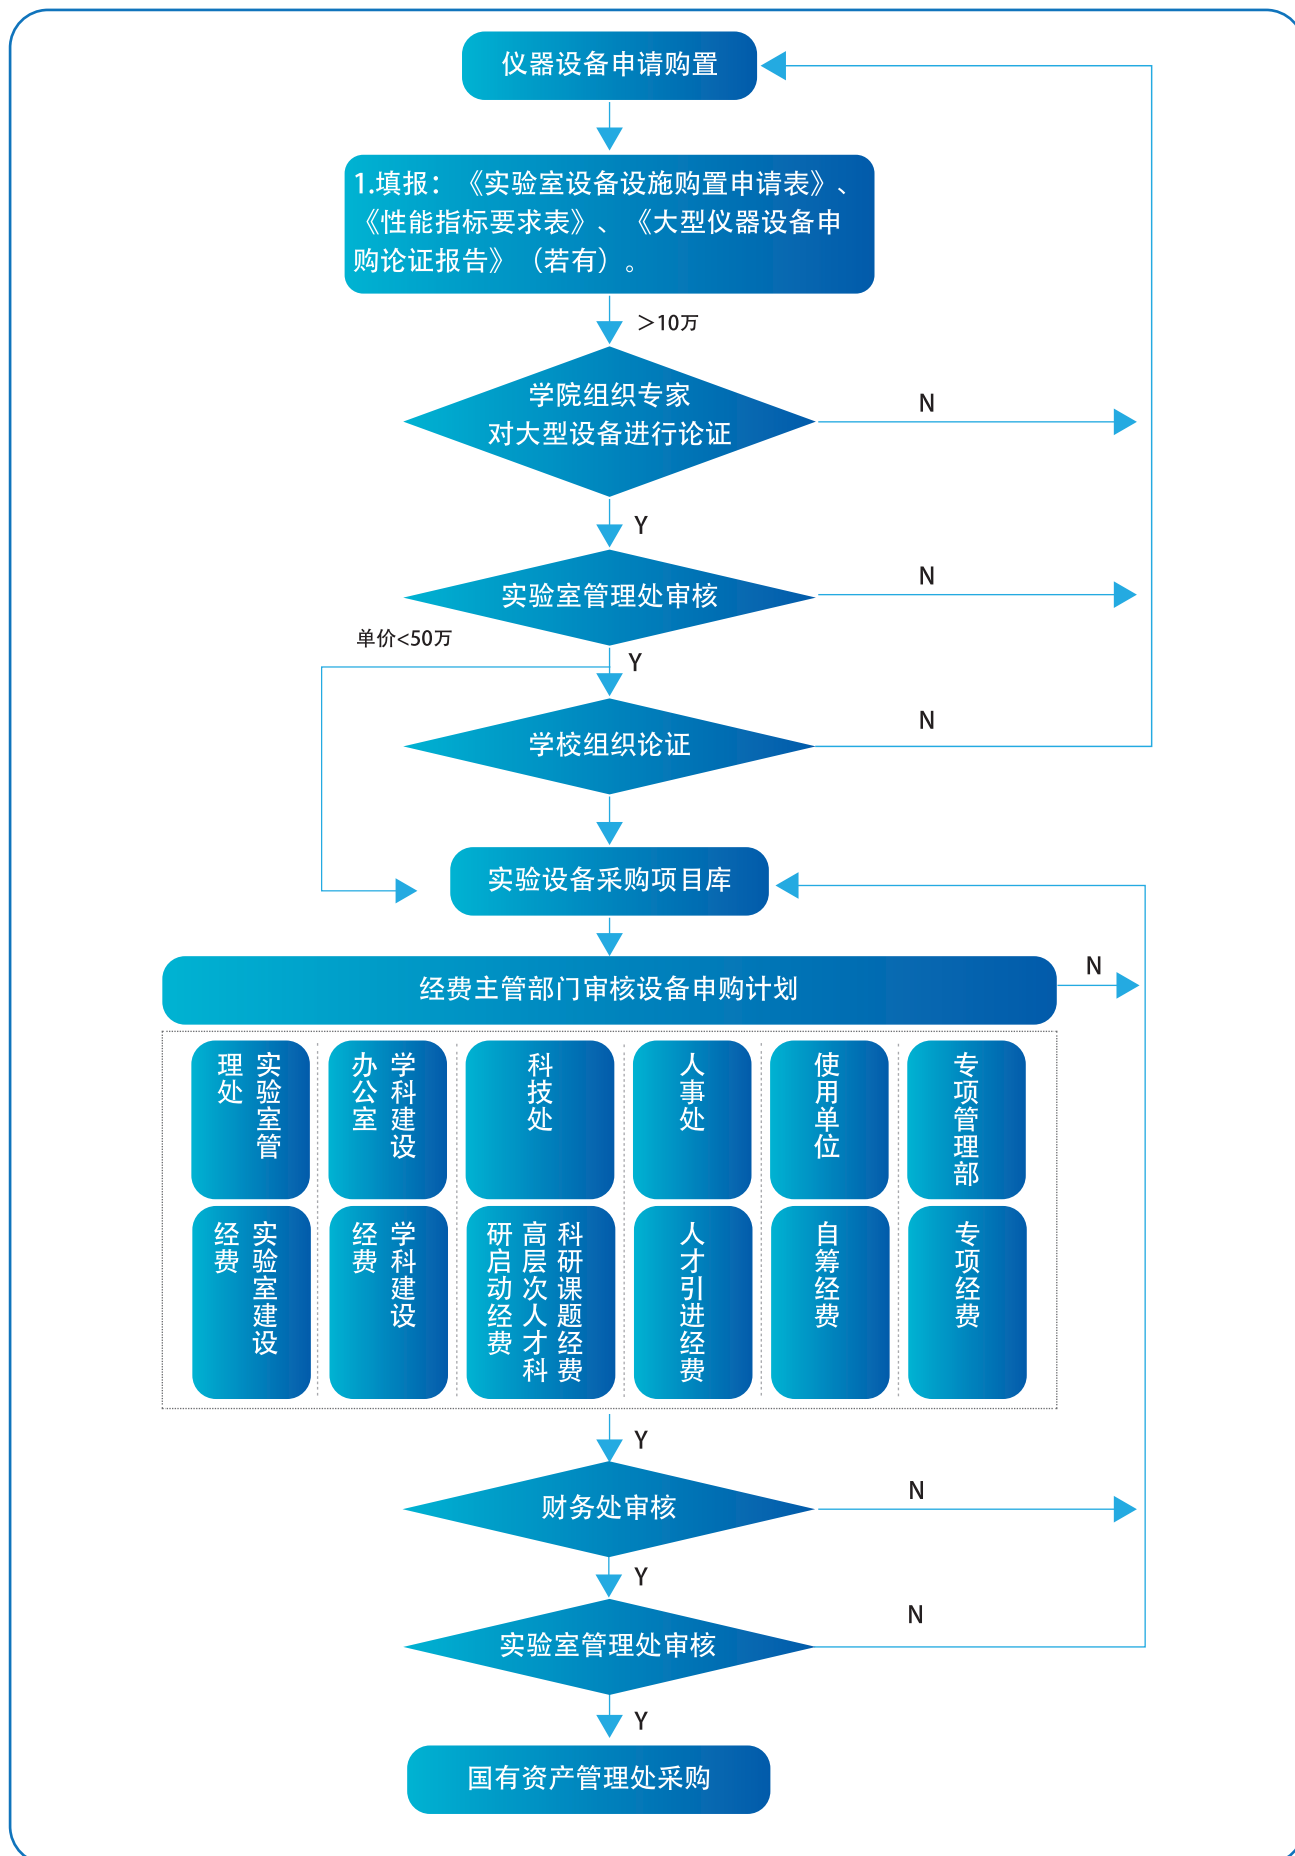 仪器设备申请购置
1.填报：《实验室设备设施购置申请表》、
《性能指标要求表》、《大型仪器设备申
购论证报告》（若有）。
＞10万
学院组织专家
对大型设备进行论证
N
Y
实验室管理处审核
N
单价<50万
Y
学校组织论证
N
实验设备采购项目库
经费主管部门审核设备申购计划
N
实验室管
理处
学科建设
办公室
科技处
人事处
使用单位
专项管理部
实验室建设
经费
学科建设
经费
科研课题经费
高层次人才科
研启动经费
人才引进经费
自筹经费
专项经费
Y
财务处审核
N
Y
实验室管理处审核
N
Y
国有资产管理处采购